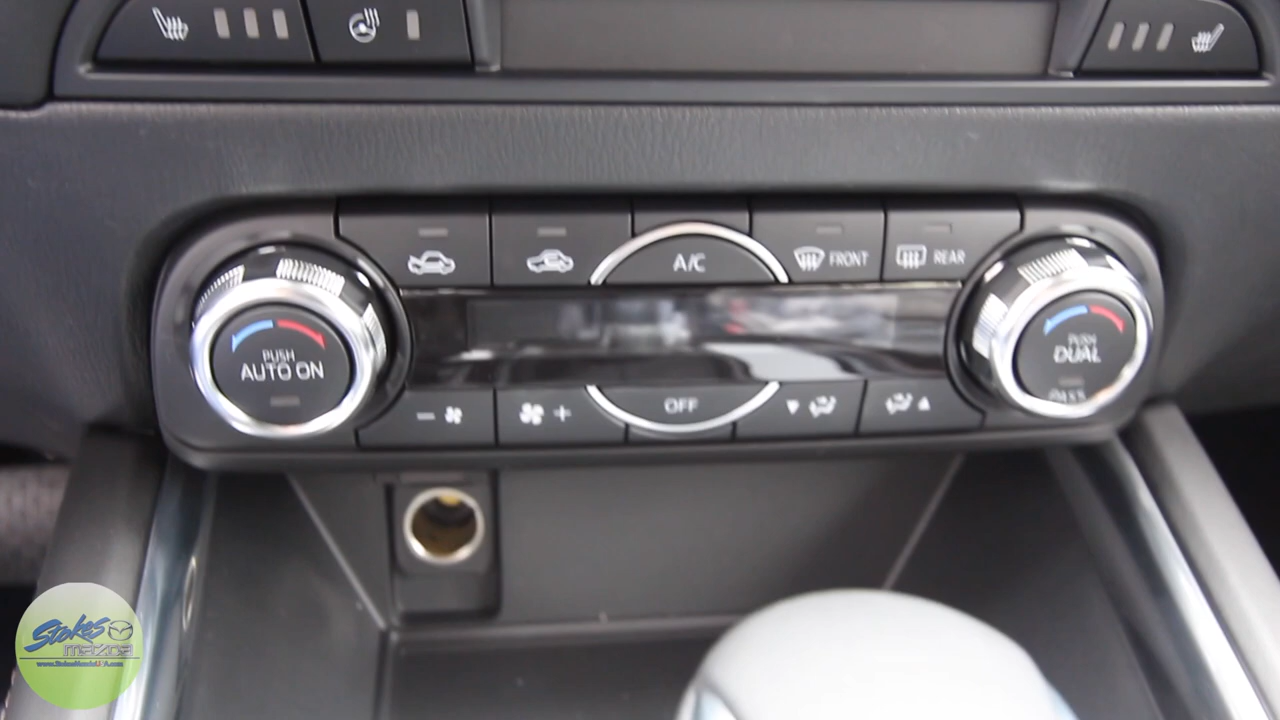 A/C
FRONT
REAR
PUSH
AUTO ON
PUSH
DUAL
PASS
OFF
Stokes
mazda